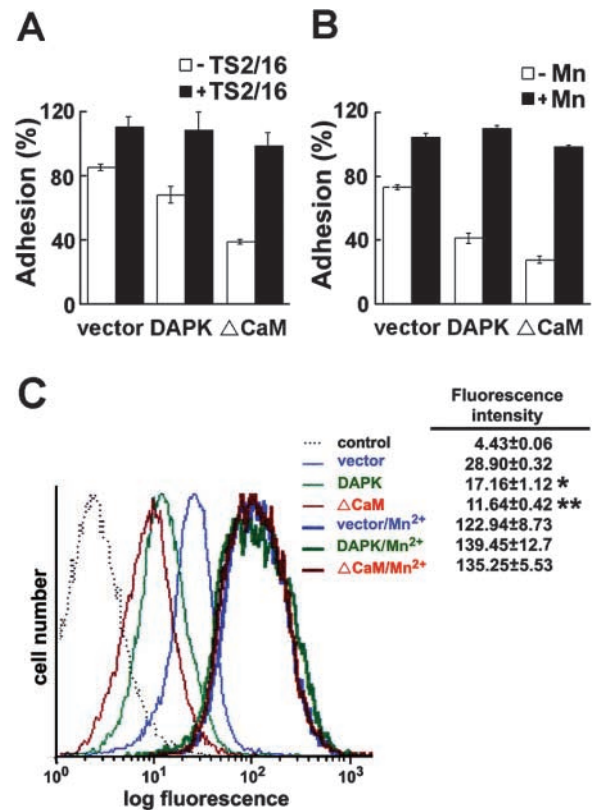 A
- TS2/16
+ TS2/16
Adhesion (%)
120
80
40
0
vector DAPK △CaM
B
- Mn
+ Mn
Adhesion (%)
120
80
40
0
vector DAPK △CaM
C
Fluorescence
intensity
control 4.43±0.06
vector 28.90±0.32
DAPK 17.16±1.12 *
△CaM 11.64±0.42 **
vector/Mn²⁺ 122.94±8.73
DAPK/Mn²⁺ 139.45±12.7
△CaM/Mn²⁺ 135.25±5.53
cell number
10⁰ 10¹ 10² 10³
log fluorescence